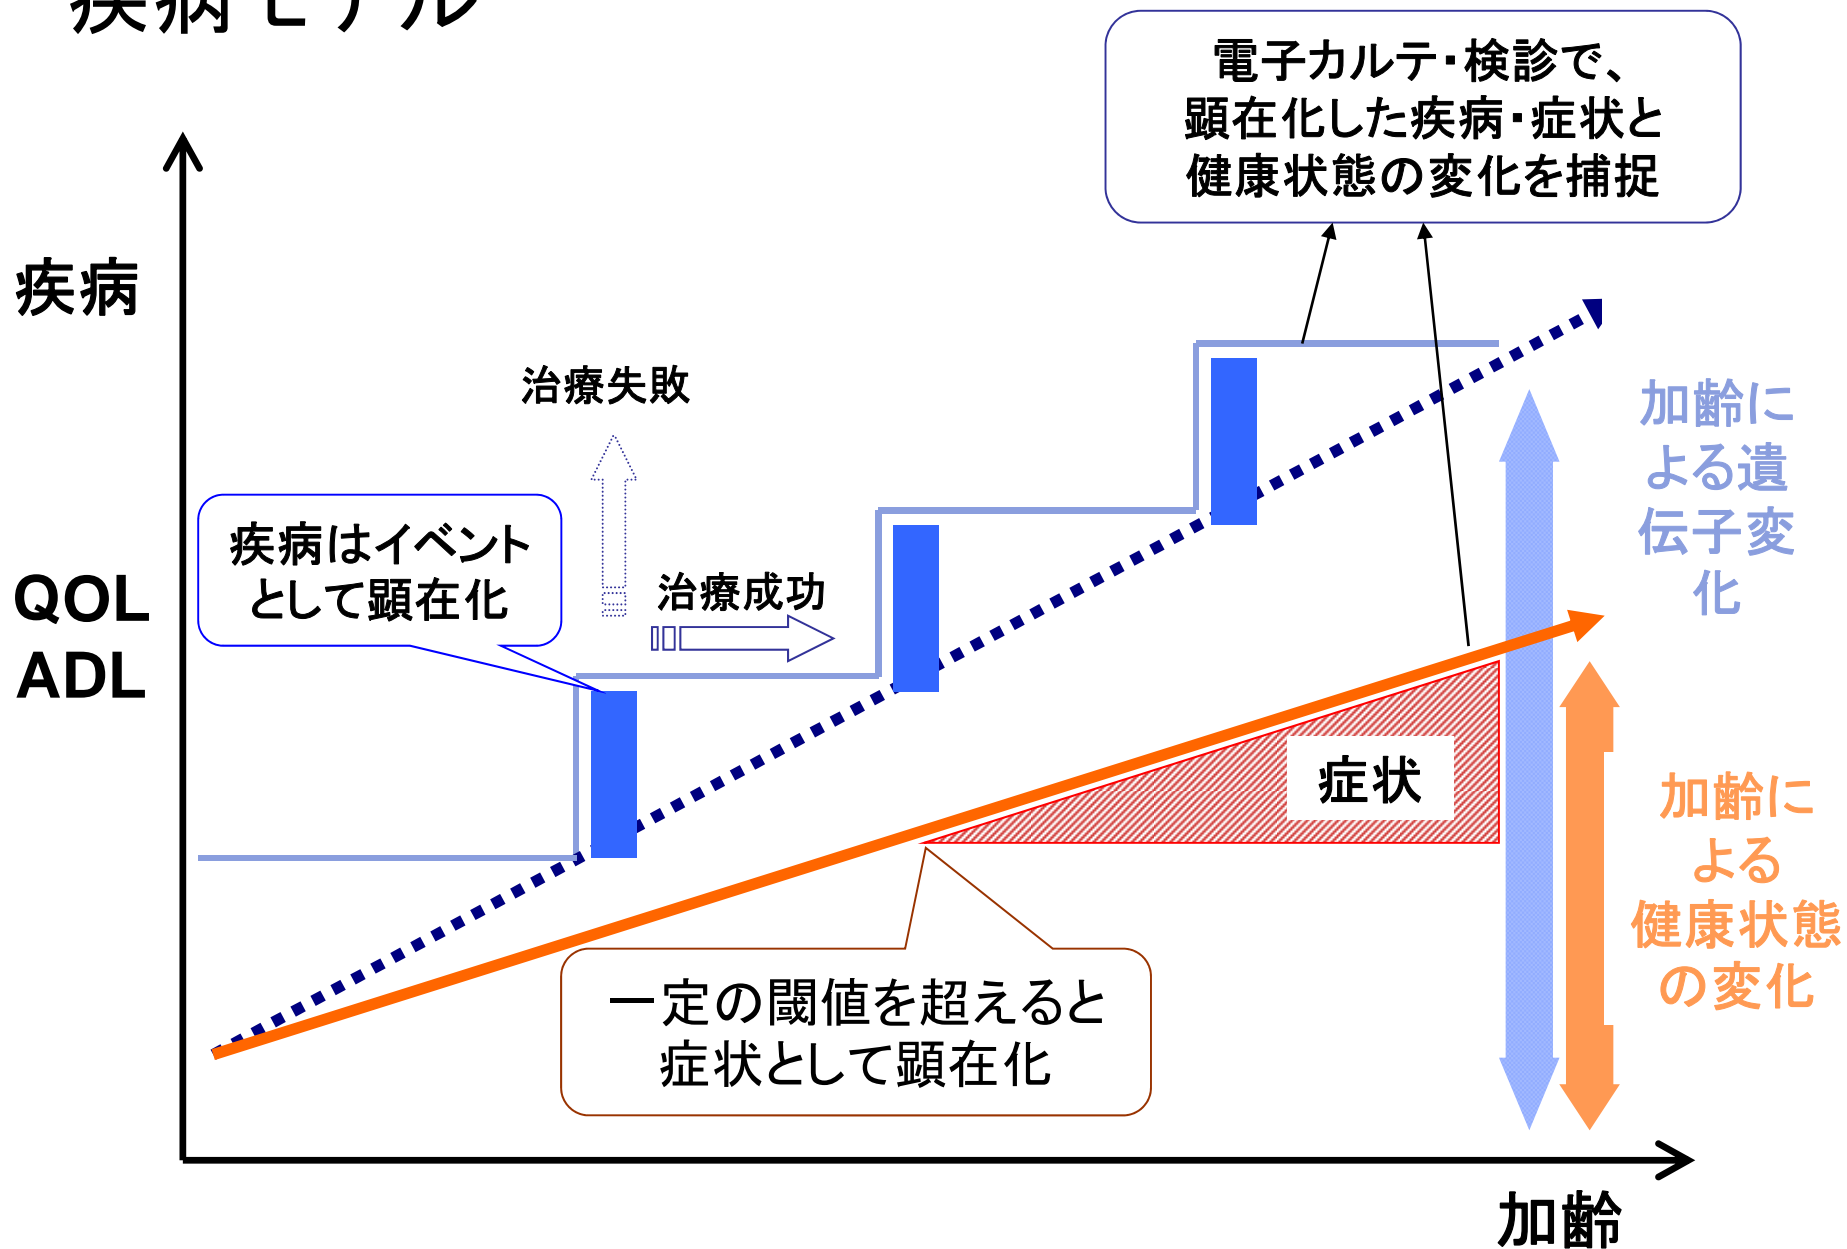 疾病モデル
電子カルテ・検診で、
顕在化した疾病・症状と
健康状態の変化を捕捉
疾病
治療失敗
加齢に
よる遺
伝子変
化
疾病はイベント
として顕在化
QOL
ADL
治療成功
症状
加齢に
よる
健康状態
の変化
一定の閾値を超えると
症状として顕在化
加齢